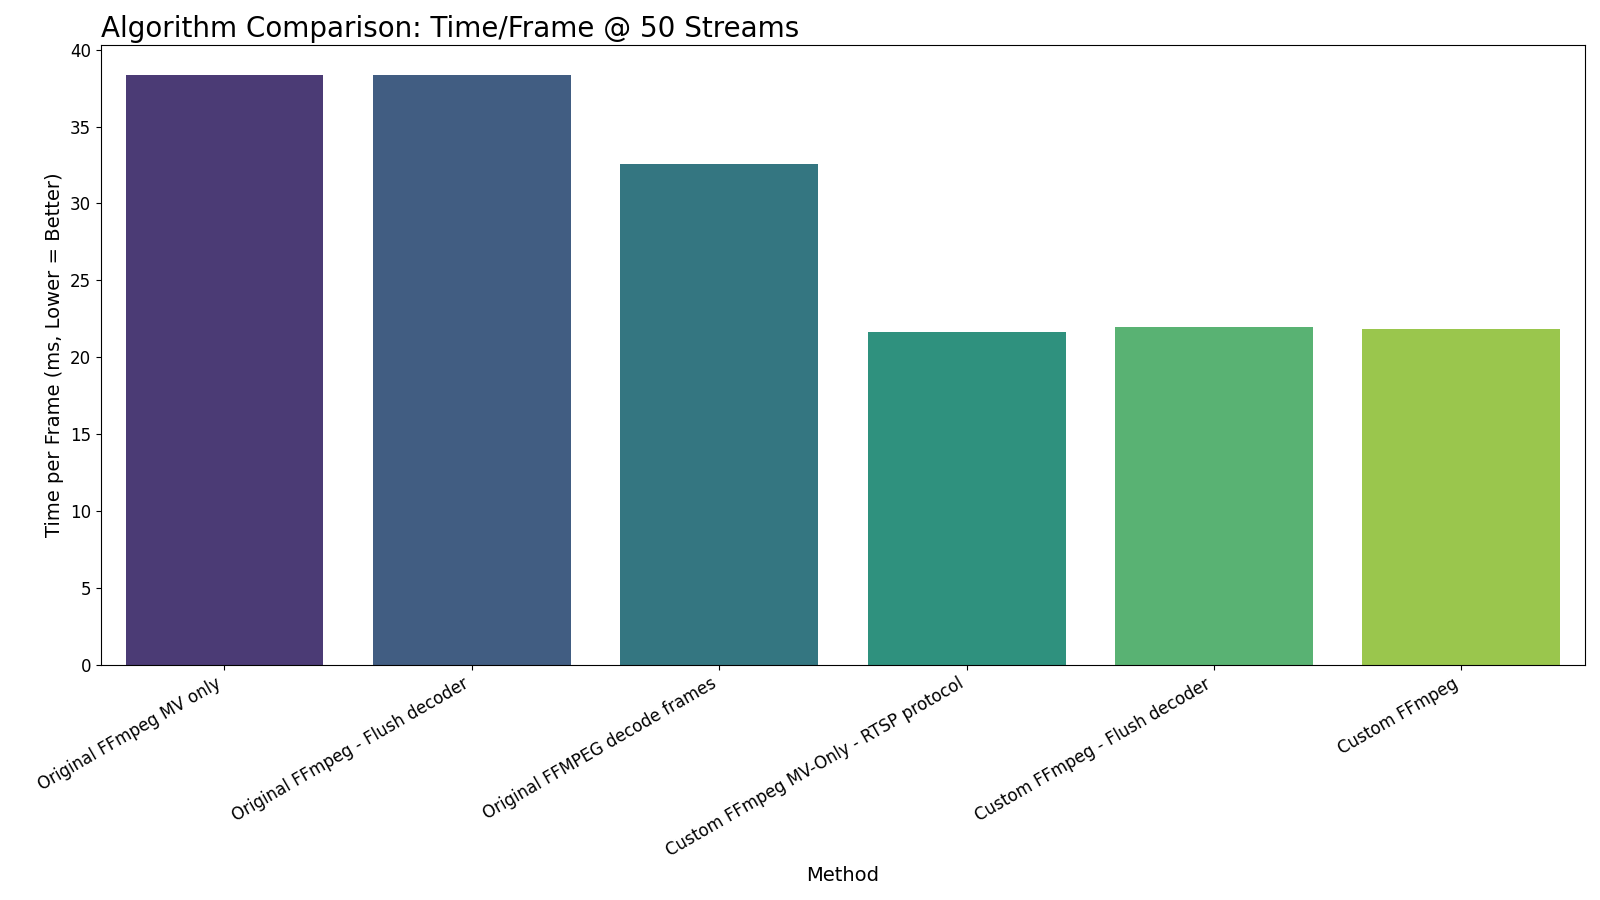 Algorithm Comparison: Time/Frame @ 50 Streams
Time per Frame (ms, Lower = Better)
40
35
30
25
20
15
10
5
0
Original FFmpeg MV only
Original FFmpeg - Flush decoder
Original FFMPEG decode frames
Custom FFmpeg MV-Only - RTSP protocol
Custom FFmpeg - Flush decoder
Custom FFmpeg
Method